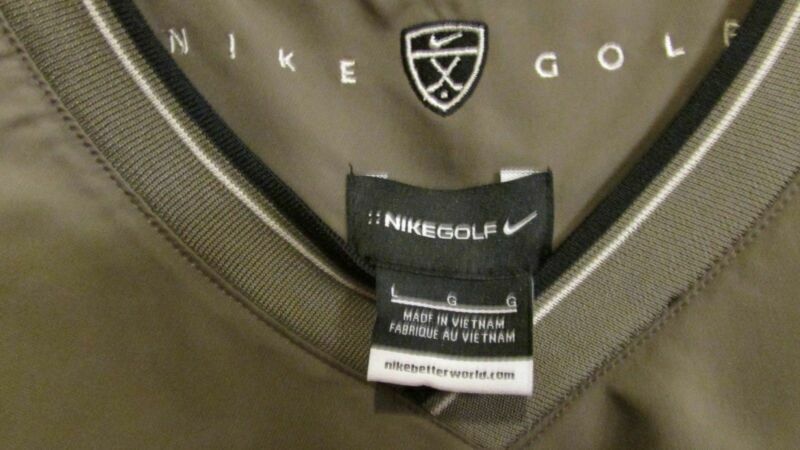 NIKE GOLF
NIKEGOLF
L G G
MADE IN VIETNAM
FABRIQUE AU VIETNAM
nikebetterworld.com